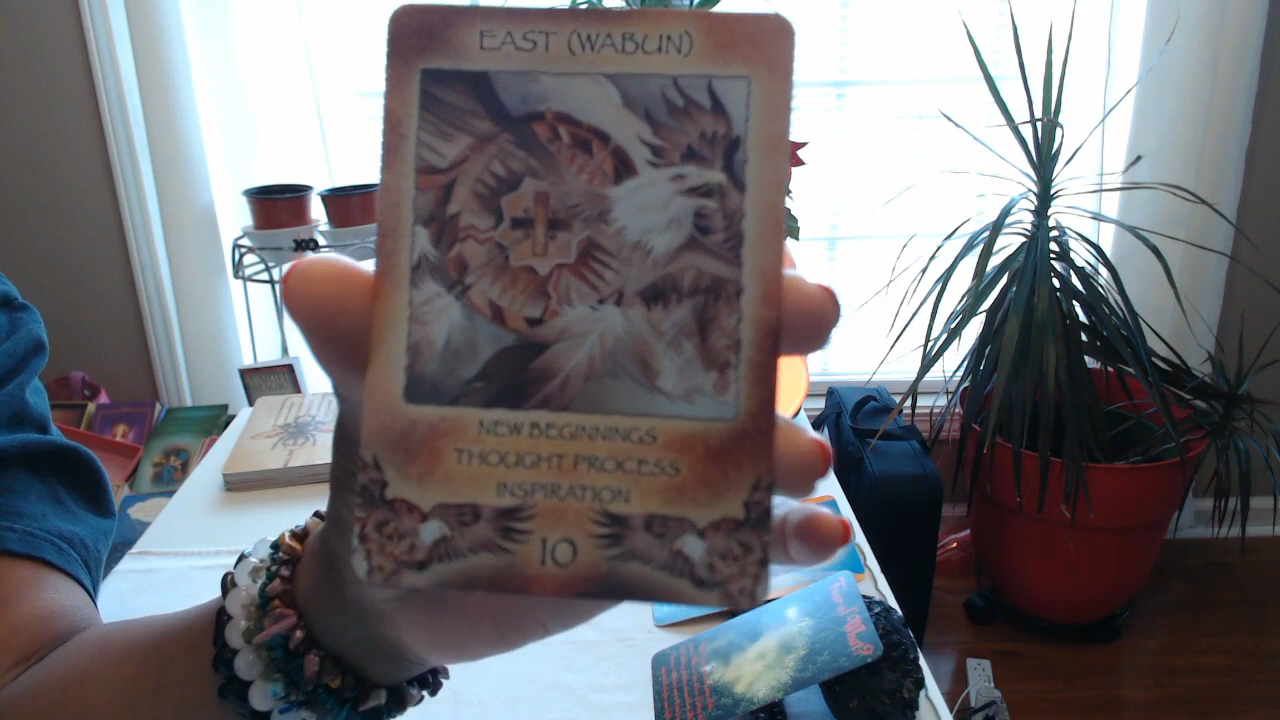 EAST (WABUN)
NEW BEGINNINGS
THOUGHT PROCESS
INSPIRATION
10